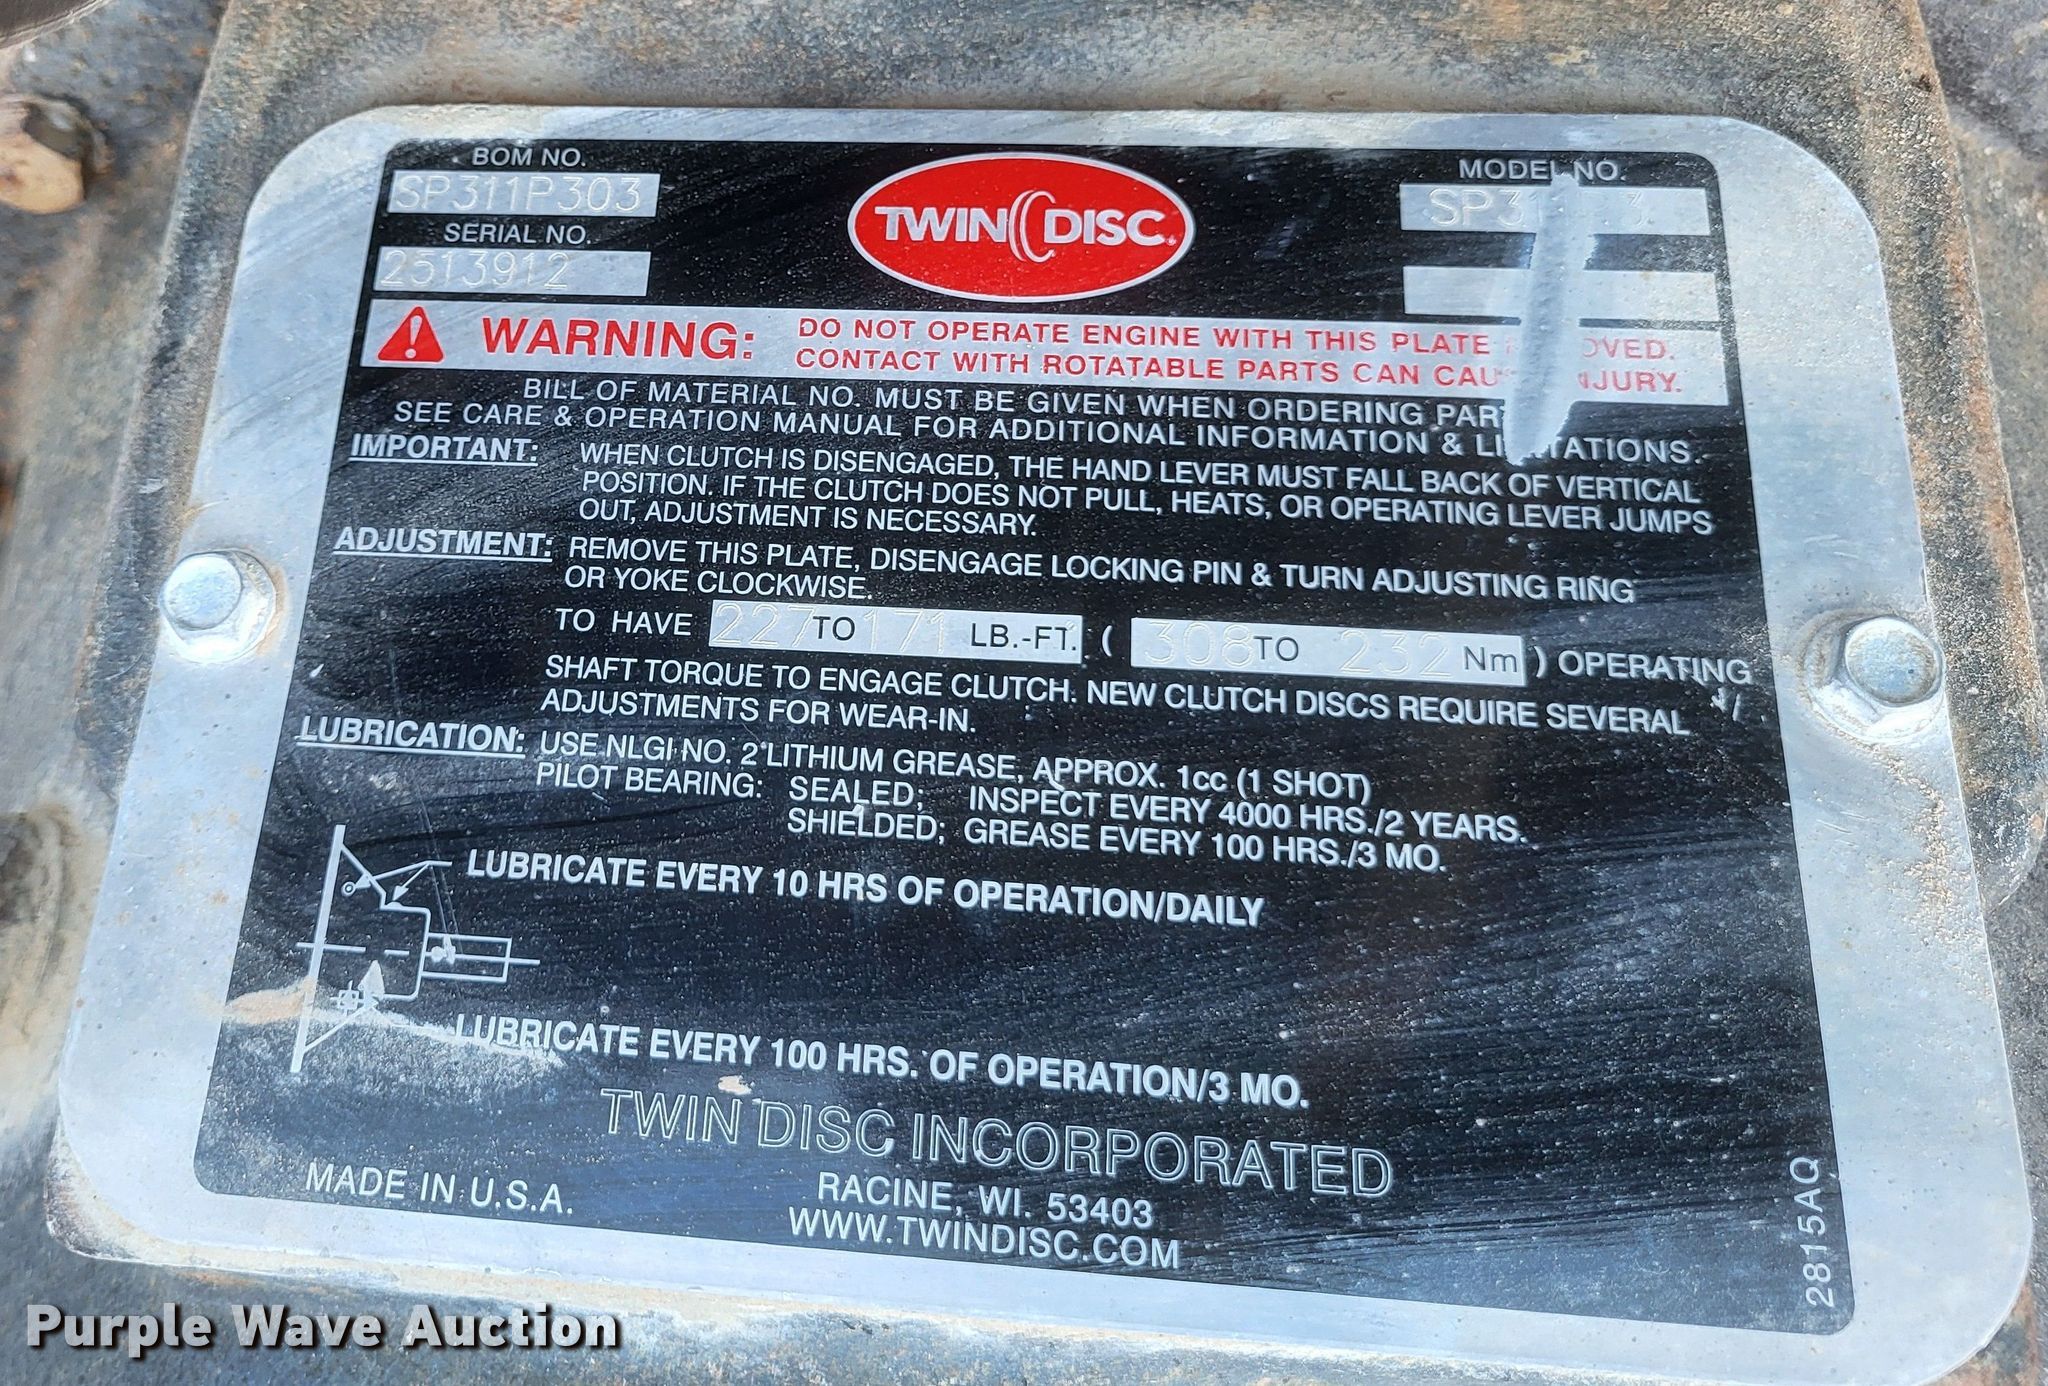 BOM NO.
SP311P303
SERIAL NO.
2513912
TWIN DISC
MODEL NO.
WARNING: DO NOT OPERATE ENGINE WITH THIS PLATE
CONTACT WITH ROTATABLE PARTS CAN
BILL OF MATERIAL NO. MUST BE GIVEN WHEN ORDERING
SEE CARE & OPERATION MANUAL FOR ADDITIONAL INFORMATION &
IMPORTANT: WHEN CLUTCH IS DISENGAGED, THE HAND LEVER MUST FALL BACK OF VERTICAL
POSITION. IF THE CLUTCH DOES NOT PULL, HEATS, OR OPERATING LEVER JUMPS
OUT, ADJUSTMENT IS NECESSARY.
ADJUSTMENT: REMOVE THIS PLATE, DISENGAGE LOCKING PIN & TURN ADJUSTING RING
OR YOKE CLOCKWISE.
TO HAVE 227 TO 171 LB.-FT. ( 308 TO 232 Nm ) OPERATING
SHAFT TORQUE TO ENGAGE CLUTCH. NEW CLUTCH DISCS REQUIRE SEVERAL
ADJUSTMENTS FOR WEAR-IN.
LUBRICATION: USE NLGI NO. 2 LITHIUM GREASE, APPROX. 1cc (1 SHOT)
PILOT BEARING: SEALED; INSPECT EVERY 4000 HRS./2 YEARS.
SHIELDED; GREASE EVERY 100 HRS./3 MO.
LUBRICATE EVERY 10 HRS OF OPERATION/DAILY
LUBRICATE EVERY 100 HRS. OF OPERATION/3 MO.
TWIN DISC INCORPORATED
MADE IN U.S.A.
RACINE, WI. 53403
WWW.TWINDISC.COM
2815AQ
Purple Wave Auction